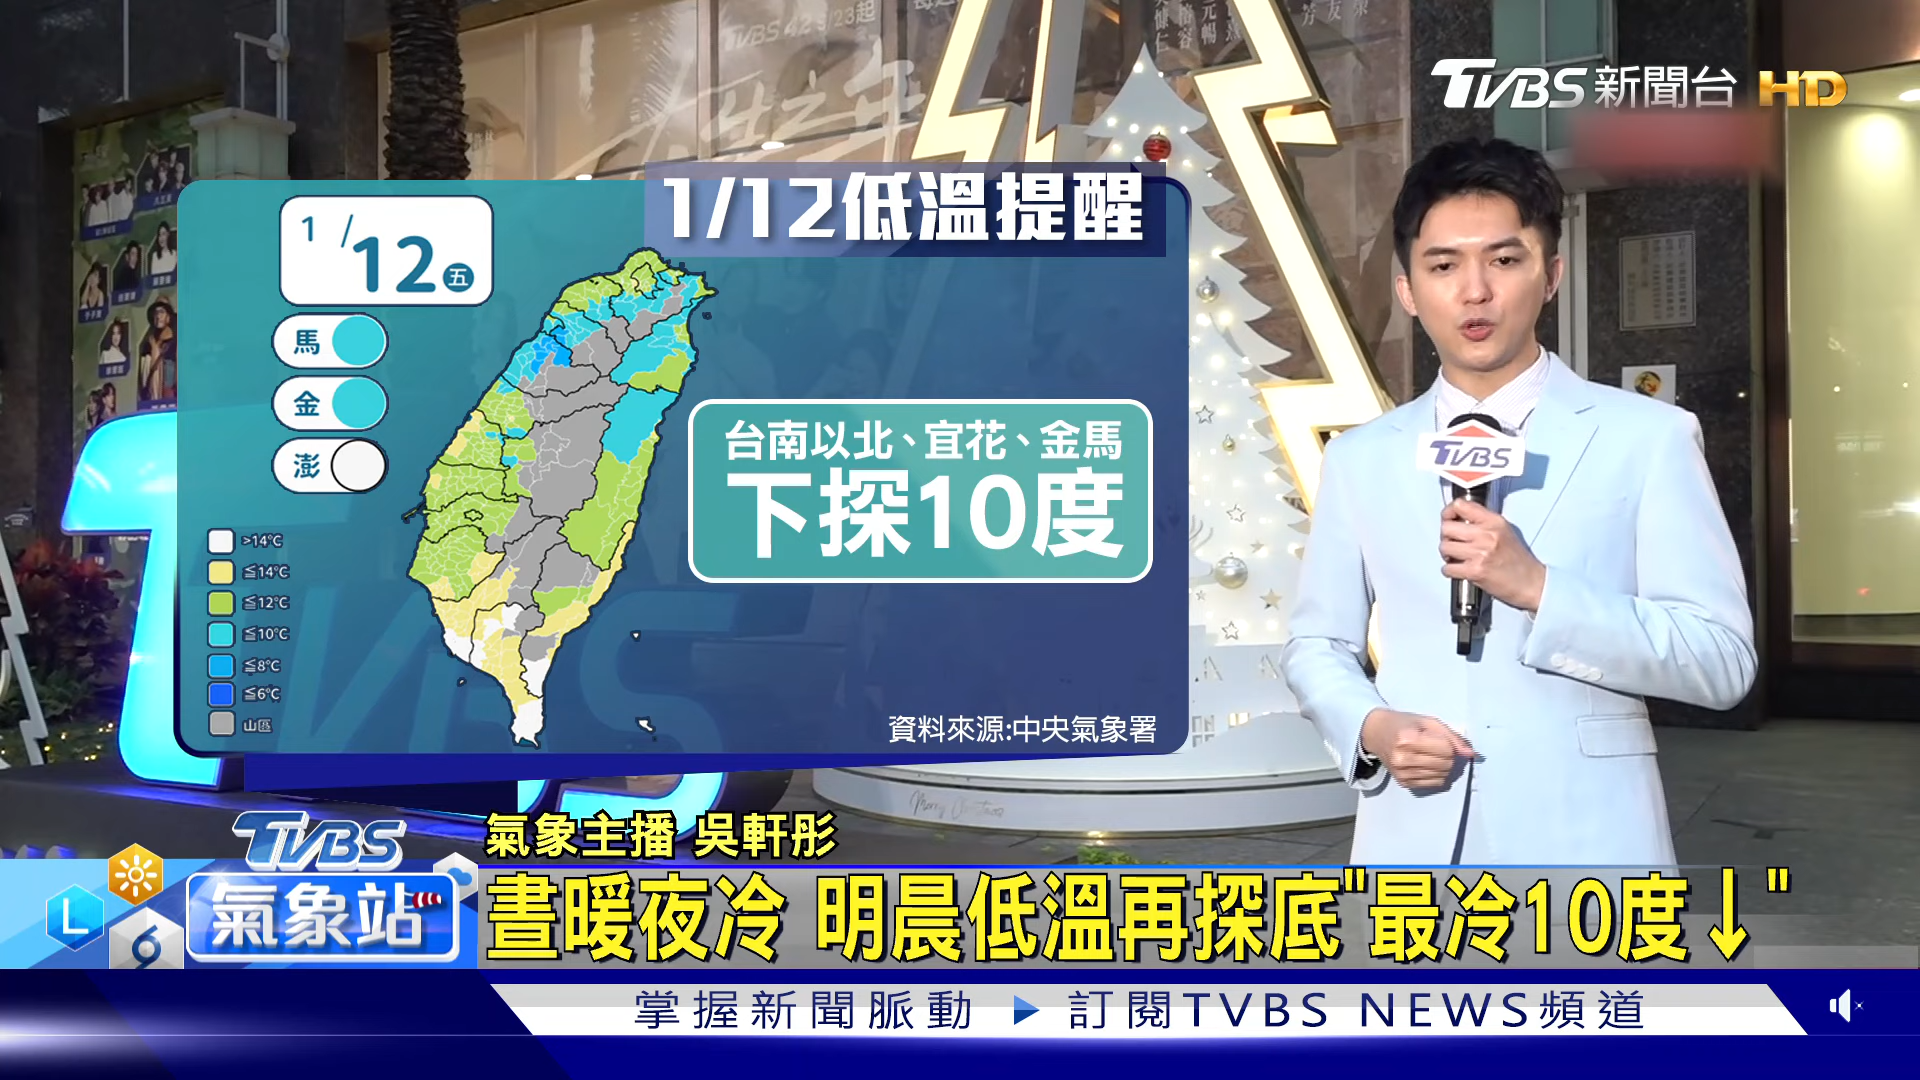 TVBS新聞台 HD
1/12低溫提醒
1/12 五
馬
金
澎
台南以北、宜花、金馬
下探10度
>14°C
≦14°C
≦12°C
≦10°C
≦8°C
≦6°C
山區
資料來源:中央氣象署
TVBS
Merry Christmas
TVBS
氣象站
L
6
氣象主播 吳軒彤
晝暖夜冷 明晨低溫再探底"最冷10度↓"
掌握新聞脈動 ▶ 訂閱TVBS NEWS頻道